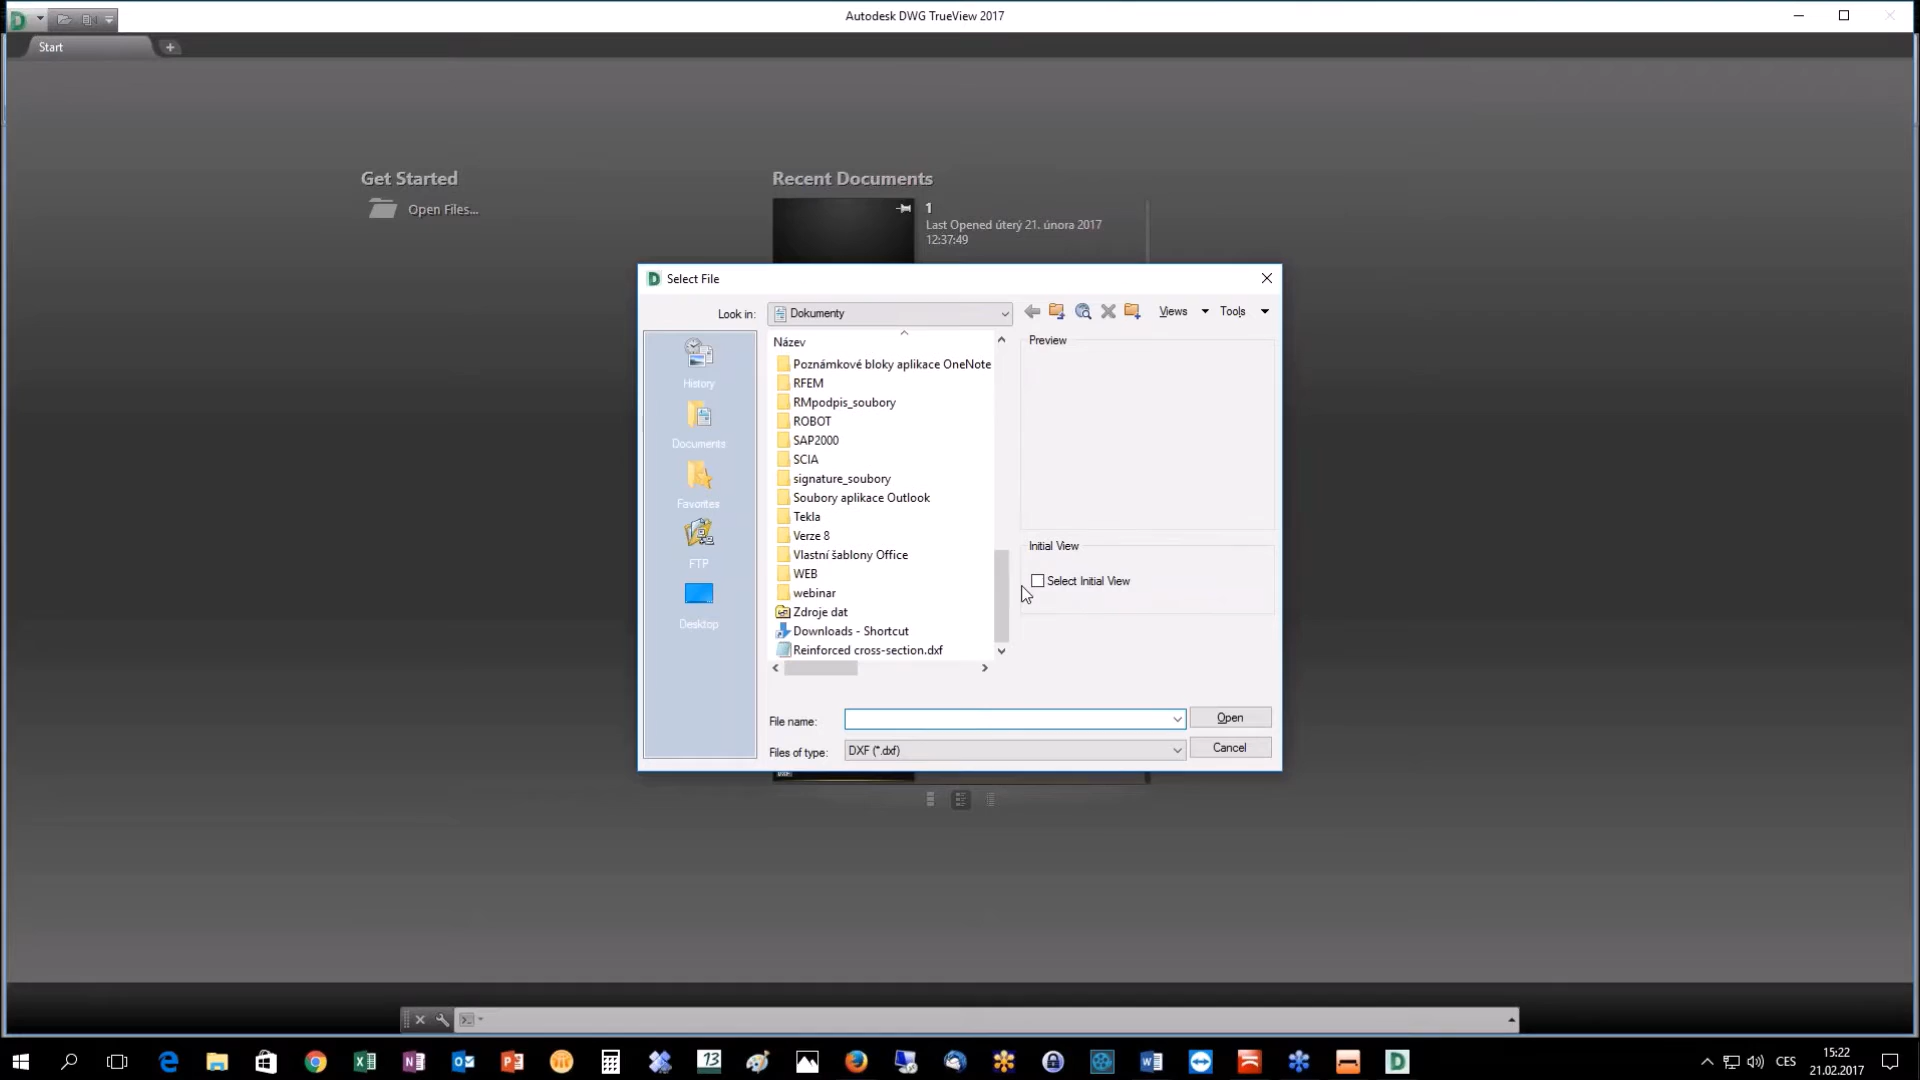 Autodesk DWG TrueView 2017
Start
Get Started
Open Files...
Recent Documents
1
Last Opened úterý 21. února 2017
12:37:49
Select File
Look in:
Dokumenty
Views
Tools
History
Documents
Favorites
FTP
Desktop
Název
Poznámkové bloky aplikace OneNote
RFEM
RMpodpis_soubory
ROBOT
SAP2000
SCIA
signature_soubory
Soubory aplikace Outlook
Tekla
Verze 8
Vlastní šablony Office
WEB
webinar
Zdroje dat
Downloads - Shortcut
Reinforced cross-section.dxf
Preview
Initial View
Select Initial View
File name:
Open
Files of type:
DXF (*.dxf)
Cancel
13
CES
15:22
21.02.2017